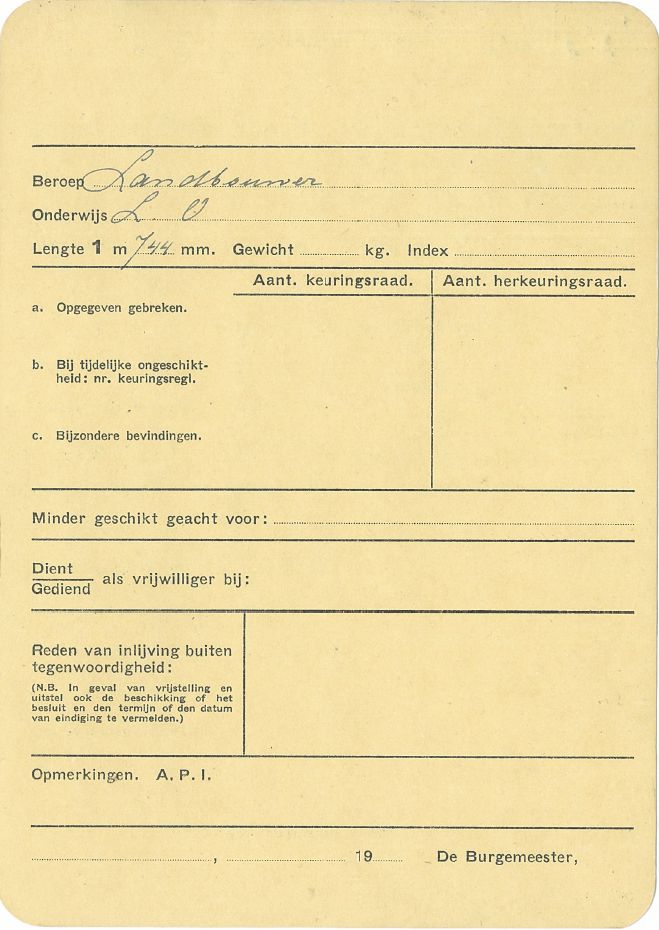 Beroep Landbouwer
Onderwijs L. O
Lengte 1 m 744 mm. Gewicht kg. Index
Aant. keuringsraad. Aant. herkeuringsraad.
a. Opgegeven gebreken.
b. Bij tijdelijke ongeschikt-
heid: nr. keuringsregl.
c. Bijzondere bevindingen.
Minder geschikt geacht voor:
Dient
Gediend als vrijwilliger bij:
Reden van inlijving buiten
tegenwoordigheid:
(N.B. In geval van vrijstelling en
uitstel ook de beschikking of het
besluit en den termijn of den datum
van eindiging te vermelden.)
Opmerkingen. A. P. I.
, 19 De Burgemeester,